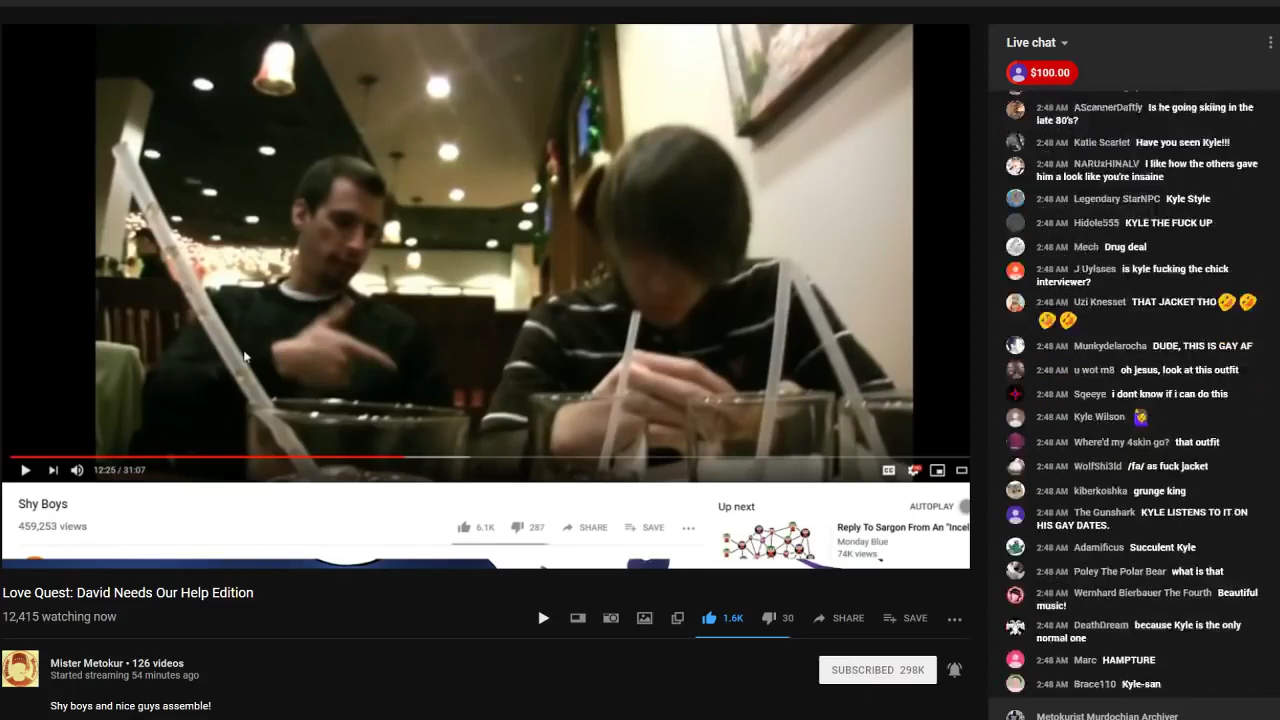 Live chat
$100.00
2:48 AM AScannerDaftly Is he going skiing in the
late 80's?
2:48 AM Katie Scarlet Have you seen Kyle!!!
2:48 AM NARUxHINALV I like how the others gave
him a look like you're insaine
2:48 AM Legendary StarNPC Kyle Style
2:48 AM Hidole555 KYLE THE FUCK UP
2:48 AM Mech Drug deal
2:48 AM J Uylsses is kyle fucking the chick
interviewer?
2:48 AM Uzi Knesset THAT JACKET THO
2:48 AM Munkydelarocha DUDE, THIS IS GAY AF
2:48 AM u wot m8 oh jesus, look at this outfit
2:48 AM Sqeeye i dont know if i can do this
2:48 AM Kyle Wilson
2:48 AM Where'd my 4skin go? that outfit
2:48 AM WolfShi3ld /fa/ as fuck jacket
2:48 AM kiberkoshka grunge king
2:48 AM The Gunshark KYLE LISTENS TO IT ON
HIS GAY DATES.
2:48 AM Adamificus Succulent Kyle
2:48 AM Poley The Polar Bear what is that
2:48 AM Wernhard Bierbauer The Fourth Beautiful
music!
2:48 AM DeathDream because Kyle is the only
normal one
2:48 AM Marc HAMPTURE
2:48 AM Brace110 Kyle-san
Metokurist Murdochian Archiver
12:25 / 31:07
CC
Shy Boys
459,253 views
6.1K 287 SHARE SAVE
Up next AUTOPLAY
Reply To Sargon From An "Incel
Monday Blue
74K views
Love Quest: David Needs Our Help Edition
12,415 watching now
1.6K 30 SHARE SAVE
Mister Metokur • 126 videos
Started streaming 54 minutes ago
SUBSCRIBED 298K
Shy boys and nice guys assemble!